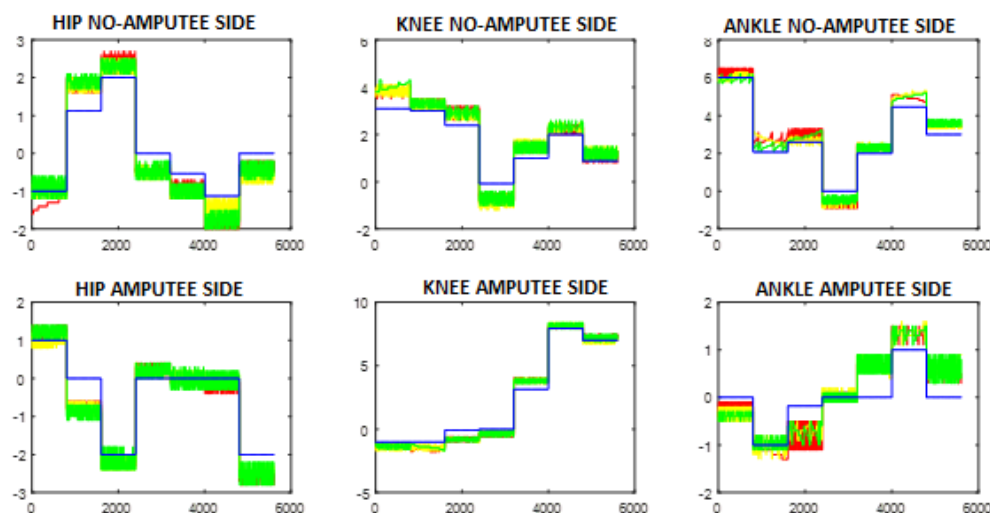 HIP NO-AMPUTEE SIDE
3
2
1
0
-1
-2
0 2000 4000 6000
KNEE NO-AMPUTEE SIDE
6
4
2
0
-2
0 2000 4000 6000
ANKLE NO-AMPUTEE SIDE
8
6
4
2
0
-2
0 2000 4000 6000
HIP AMPUTEE SIDE
2
1
0
-1
-2
-3
0 2000 4000 6000
KNEE AMPUTEE SIDE
10
5
0
-5
0 2000 4000 6000
ANKLE AMPUTEE SIDE
2
1
0
-1
-2
0 2000 4000 6000